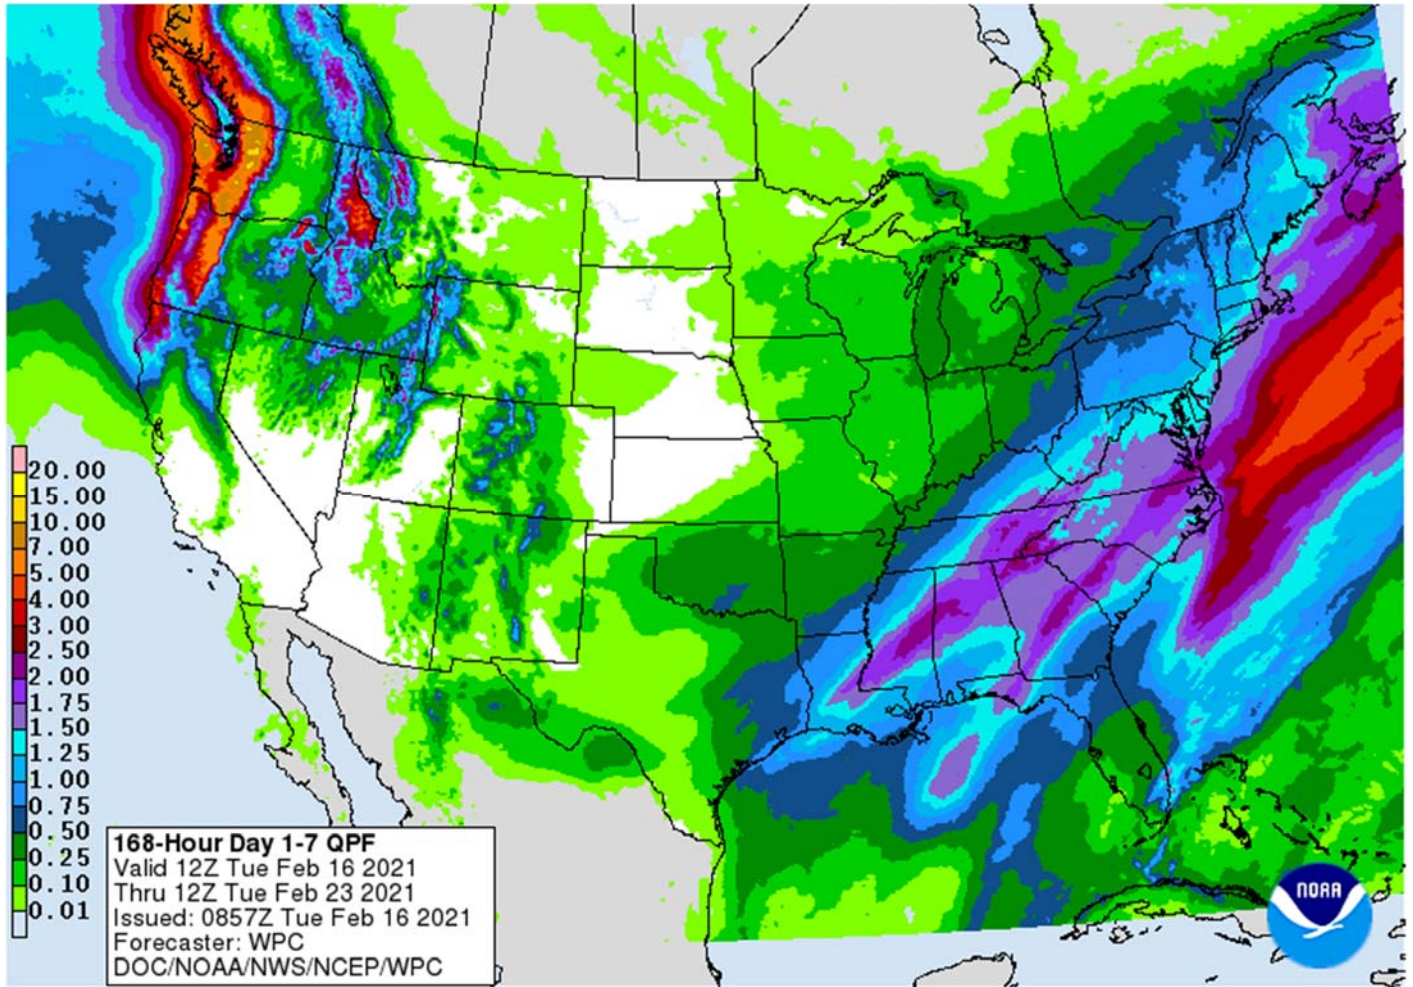 20.00
15.00
10.00
7.00
5.00
4.00
3.00
2.50
2.00
1.75
1.50
1.25
1.00
0.75
0.50
0.25
0.10
0.01
168-Hour Day 1-7 QPF
Valid 12Z Tue Feb 16 2021
Thru 12Z Tue Feb 23 2021
Issued: 0857Z Tue Feb 16 2021
Forecaster: WPC
DOC/NOAA/NWS/NCEP/WPC
NOAA